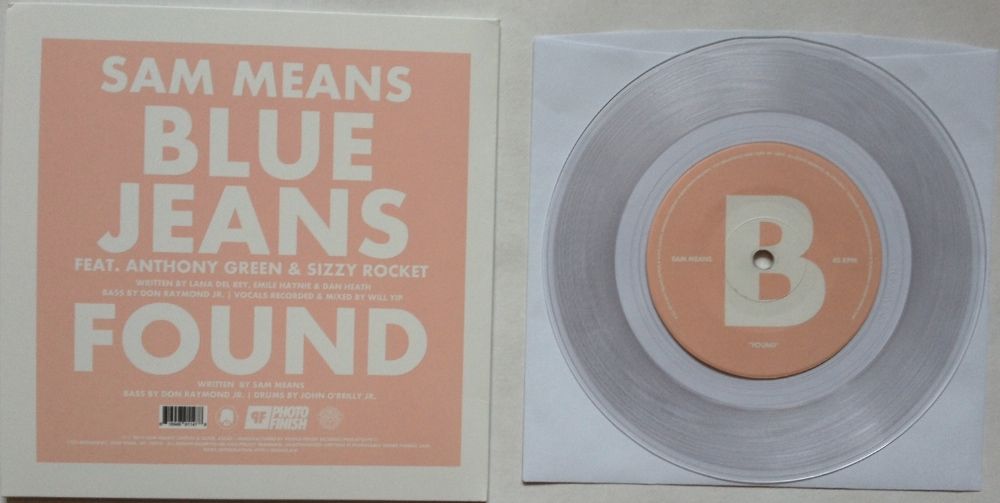 SAM MEANS
BLUE
JEANS
FEAT. ANTHONY GREEN & SIZZY ROCKET
WRITTEN BY LANA DEL REY, EMILE HAYNIE & DAN HEATH
BASS BY DON RAYMOND JR. | VOCALS RECORDED & MIXED BY WILL YIP
FOUND
WRITTEN BY SAM MEANS
BASS BY DON RAYMOND JR. | DRUMS BY JOHN O'REILLY JR.
PF PHOTO
FINISH
B
SAM MEANS
45 RPM
"FOUND"